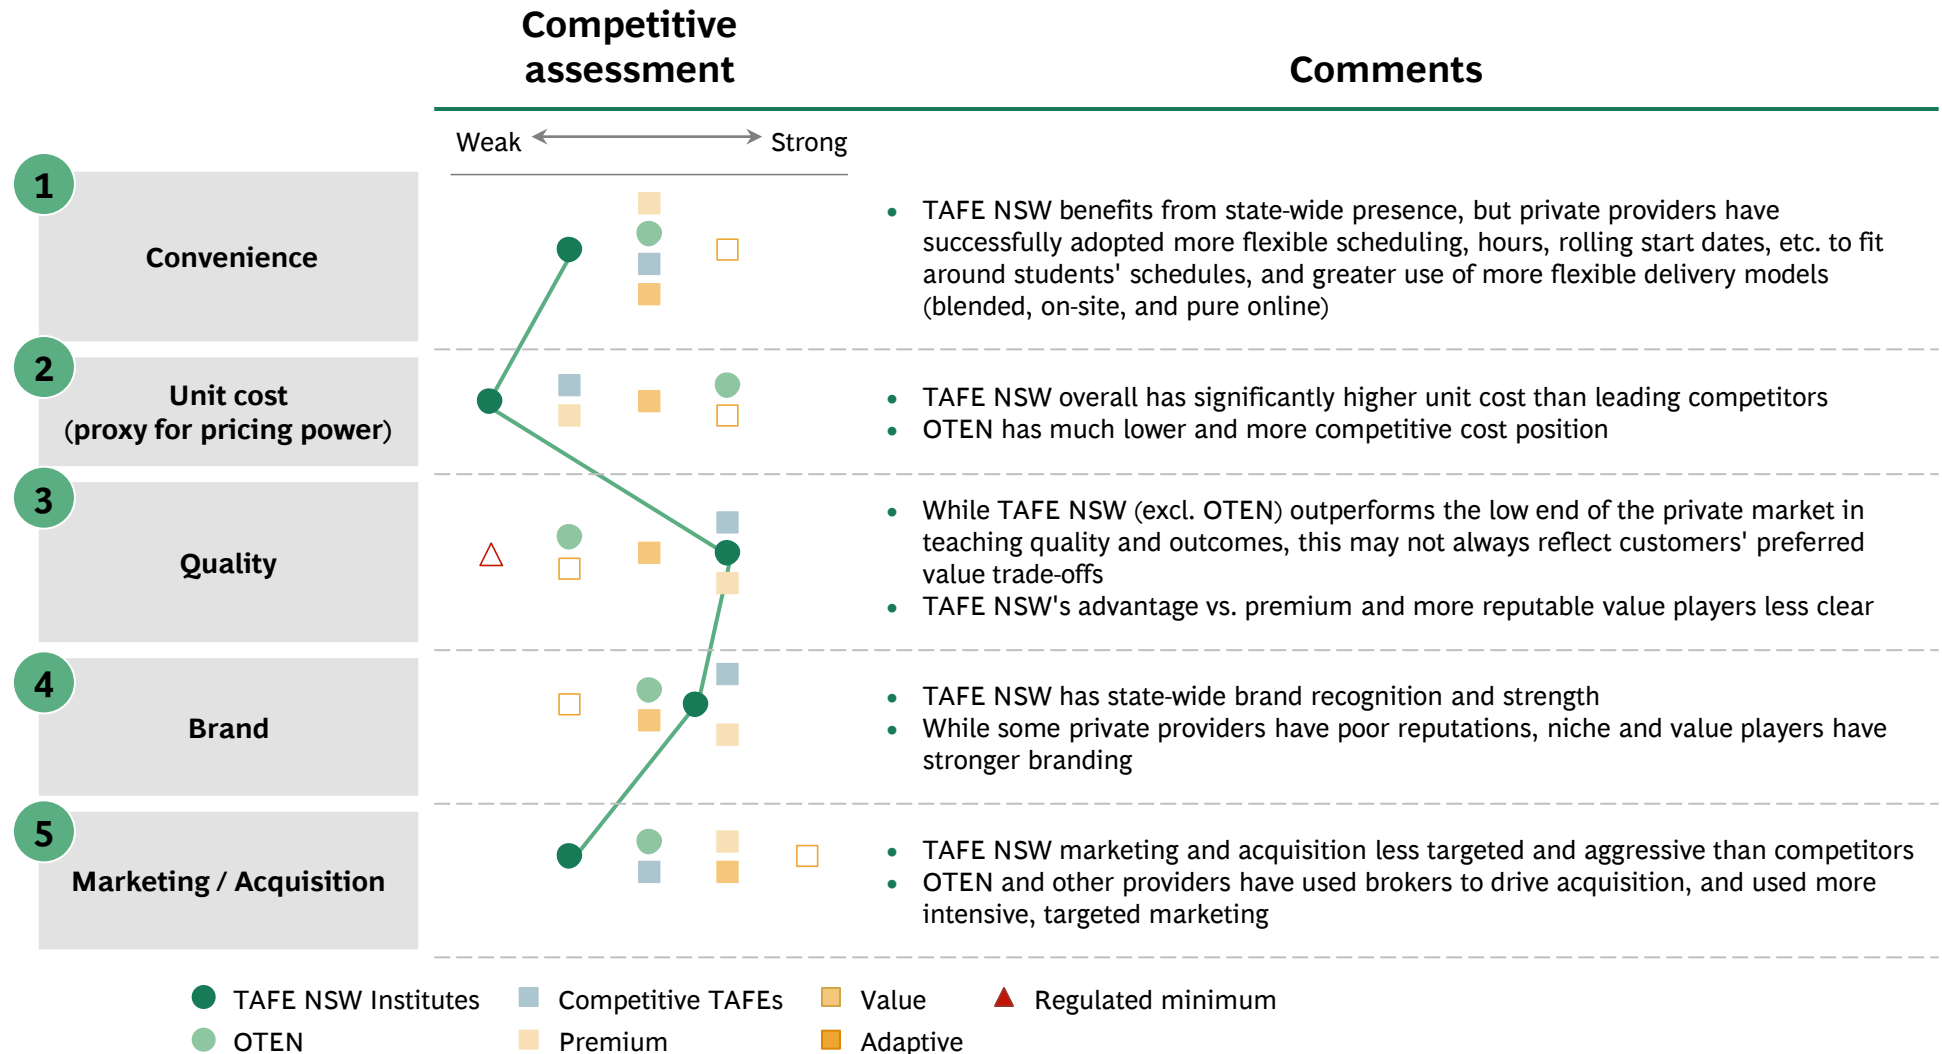 Competitive
assessment
Comments
Weak
Strong
1
Convenience
• TAFE NSW benefits from state-wide presence, but private providers have
successfully adopted more flexible scheduling, hours, rolling start dates, etc. to fit
around students' schedules, and greater use of more flexible delivery models
(blended, on-site, and pure online)
2
Unit cost
(proxy for pricing power)
• TAFE NSW overall has significantly higher unit cost than leading competitors
• OTEN has much lower and more competitive cost position
3
Quality
• While TAFE NSW (excl. OTEN) outperforms the low end of the private market in
teaching quality and outcomes, this may not always reflect customers' preferred
value trade-offs
• TAFE NSW's advantage vs. premium and more reputable value players less clear
4
Brand
• TAFE NSW has state-wide brand recognition and strength
• While some private providers have poor reputations, niche and value players have
stronger branding
5
Marketing / Acquisition
• TAFE NSW marketing and acquisition less targeted and aggressive than competitors
• OTEN and other providers have used brokers to drive acquisition, and used more
intensive, targeted marketing
TAFE NSW Institutes
Competitive TAFEs
Value
Regulated minimum
OTEN
Premium
Adaptive